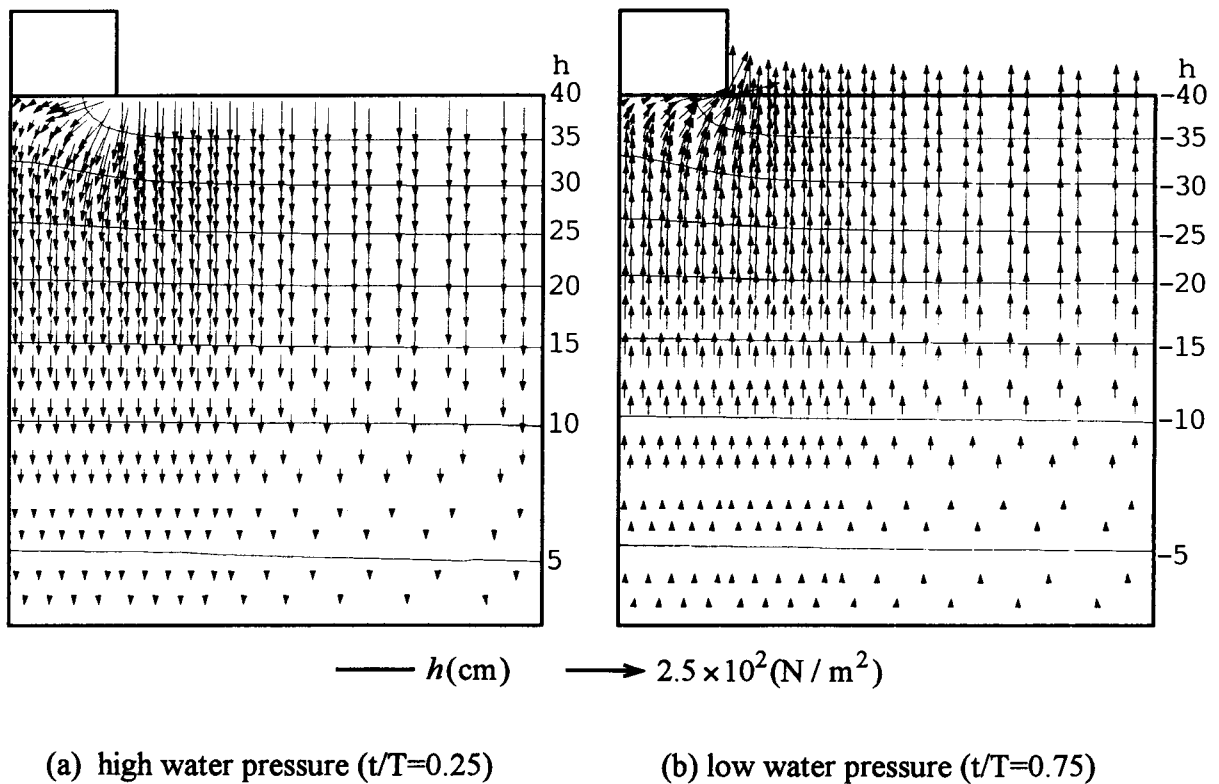 h
40
35
30
25
20
15
10
5
h
-40
-35
-30
-25
-20
-15
-10
-5
h(cm)
2.5 × 10² (N / m²)
(a) high water pressure (t/T=0.25)
(b) low water pressure (t/T=0.75)